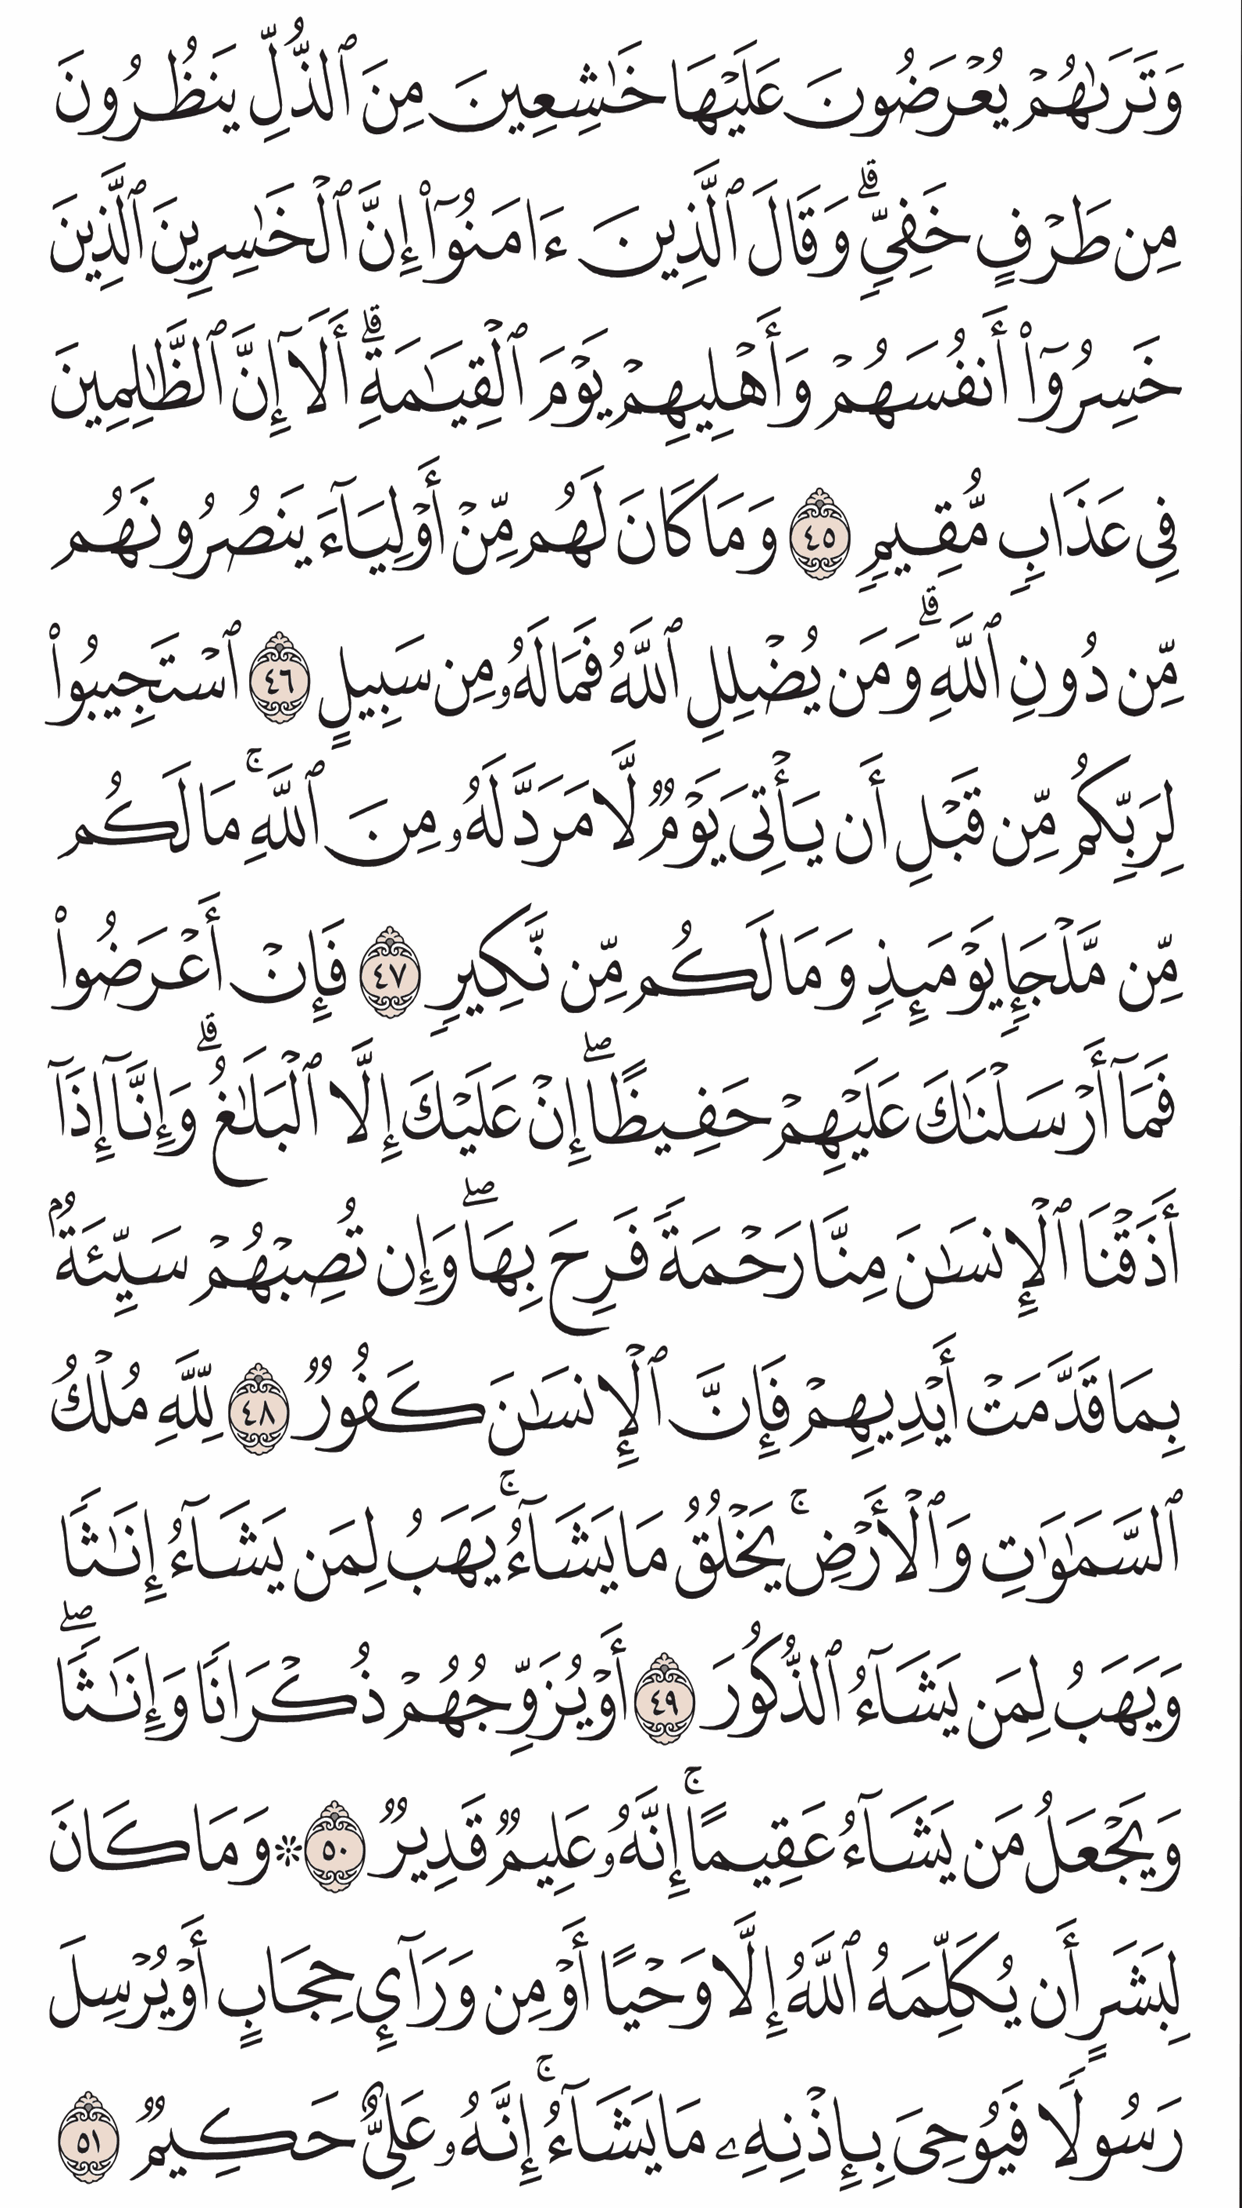 وَتَرَىٰهُمْ يُعْرَضُونَ عَلَيْهَا خَٰشِعِينَ مِنَ ٱلذُّلِّ يَنظُرُونَ
مِن طَرْفٍ خَفِىٍّ ۗ وَقَالَ ٱلَّذِينَ ءَامَنُوٓا۟ إِنَّ ٱلْخَٰسِرِينَ ٱلَّذِينَ
خَسِرُوٓا۟ أَنفُسَهُمْ وَأَهْلِيهِمْ يَوْمَ ٱلْقِيَٰمَةِ ۗ أَلَآ إِنَّ ٱلظَّٰلِمِينَ
فِى عَذَابٍ مُّقِيمٍ ٤٥ وَمَا كَانَ لَهُم مِّنْ أَوْلِيَآءَ يَنصُرُونَهُم
مِّن دُونِ ٱللَّهِ ۗ وَمَن يُضْلِلِ ٱللَّهُ فَمَا لَهُۥ مِن سَبِيلٍ ٤٦ ٱسْتَجِيبُوا۟
لِرَبِّكُم مِّن قَبْلِ أَن يَأْتِىَ يَوْمٌ لَّا مَرَدَّ لَهُۥ مِنَ ٱللَّهِ ۚ مَا لَكُم
مِّن مَّلْجَإٍ يَوْمَئِذٍ وَمَا لَكُم مِّن نَّكِيرٍ ٤٧ فَإِنْ أَعْرَضُوا۟
فَمَآ أَرْسَلْنَٰكَ عَلَيْهِمْ حَفِيظًا ۖ إِنْ عَلَيْكَ إِلَّا ٱلْبَلَٰغُ ۗ وَإِنَّآ إِذَآ
أَذَقْنَا ٱلْإِنسَٰنَ مِنَّا رَحْمَةً فَرِحَ بِهَا ۖ وَإِن تُصِبْهُمْ سَيِّئَةٌۢ
بِمَا قَدَّمَتْ أَيْدِيهِمْ فَإِنَّ ٱلْإِنسَٰنَ كَفُورٌ ٤٨ لِّلَّهِ مُلْكُ
ٱلسَّمَٰوَٰتِ وَٱلْأَرْضِ ۚ يَخْلُقُ مَا يَشَآءُ ۚ يَهَبُ لِمَن يَشَآءُ إِنَٰثًا
وَيَهَبُ لِمَن يَشَآءُ ٱلذُّكُورَ ٤٩ أَوْ يُزَوِّجُهُمْ ذُكْرَانًا وَإِنَٰثًا ۖ
وَيَجْعَلُ مَن يَشَآءُ عَقِيمًا ۚ إِنَّهُۥ عَلِيمٌ قَدِيرٌ ٥٠ ۞ وَمَا كَانَ
لِبَشَرٍ أَن يُكَلِّمَهُ ٱللَّهُ إِلَّا وَحْيًا أَوْ مِن وَرَآئِ حِجَابٍ أَوْ يُرْسِلَ
رَسُولًا فَيُوحِىَ بِإِذْنِهِۦ مَا يَشَآءُ ۚ إِنَّهُۥ عَلِىٌّ حَكِيمٌ ٥١